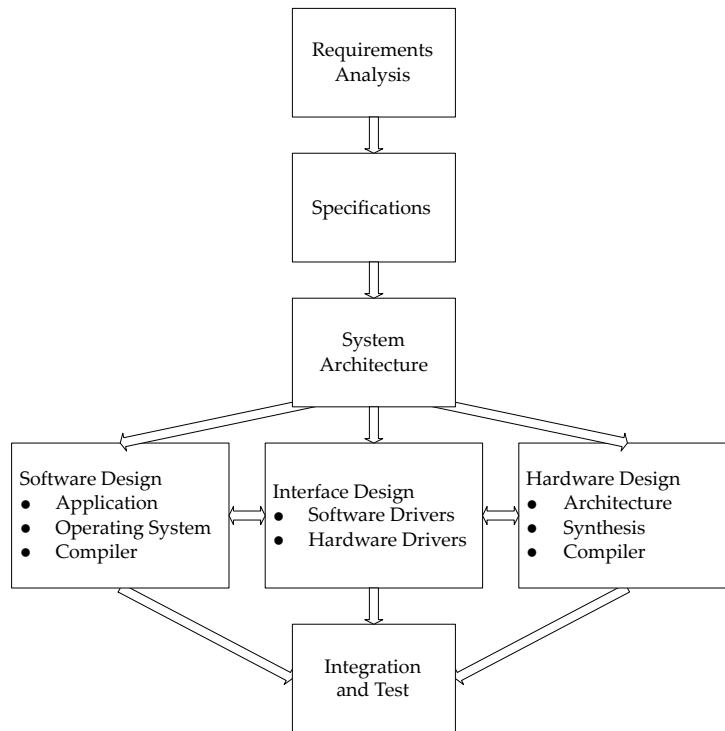 Requirements
Analysis
Specifications
System
Architecture
Software Design
● Application
● Operating System
● Compiler
Interface Design
● Software Drivers
● Hardware Drivers
Hardware Design
● Architecture
● Synthesis
● Compiler
Integration
and Test